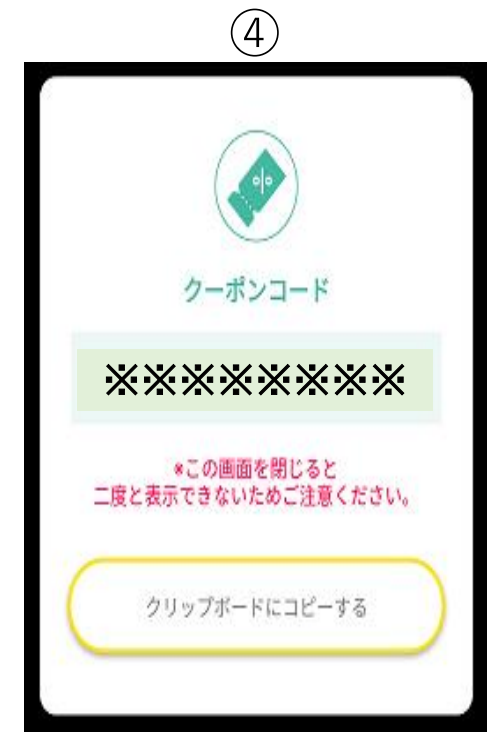 ④
クーポンコード
※※※※※※※※
※この画面を閉じると
二度と表示できないためご注意ください。
クリップボードにコピーする